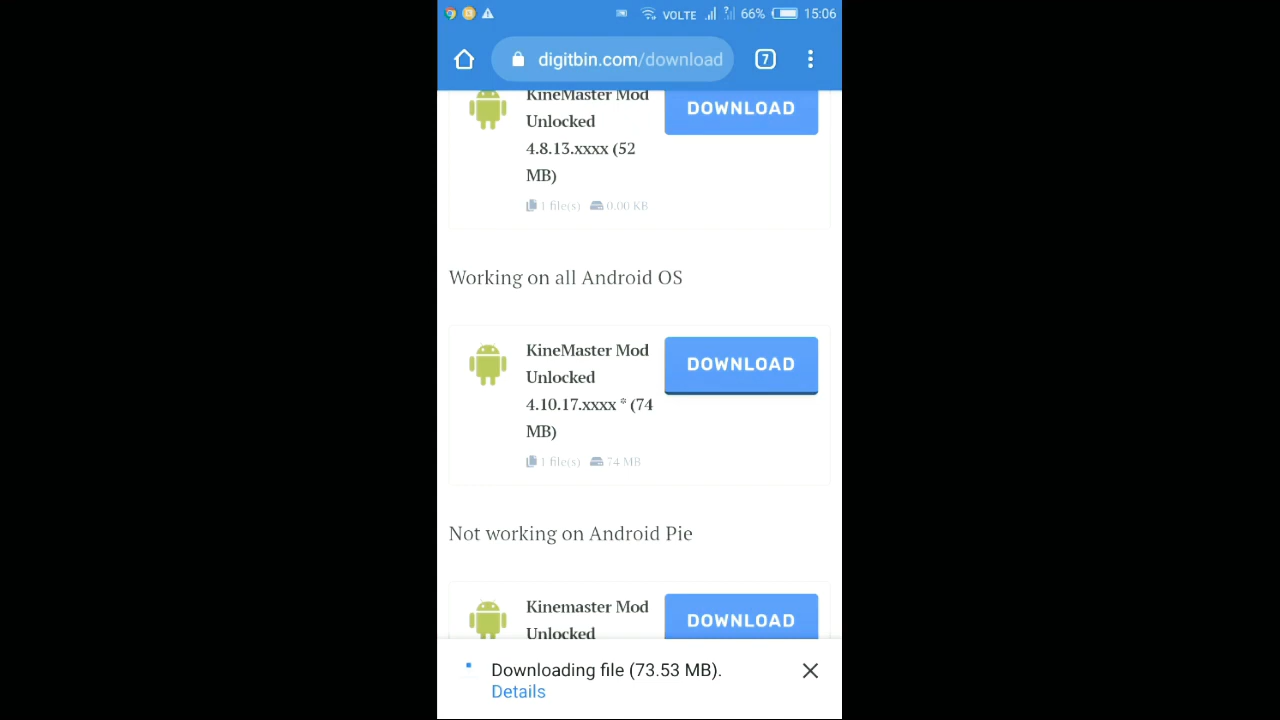 VOLTE ? 66% 15:06
digitbin.com/download 7
KineMaster Mod
Unlocked
4.8.13.xxxx (52
MB)
DOWNLOAD
1 file(s) 0.00 KB
Working on all Android OS
KineMaster Mod
Unlocked
4.10.17.xxxx * (74
MB)
DOWNLOAD
1 file(s) 74 MB
Not working on Android Pie
Kinemaster Mod
Unlocked
DOWNLOAD
Downloading file (73.53 MB).
Details